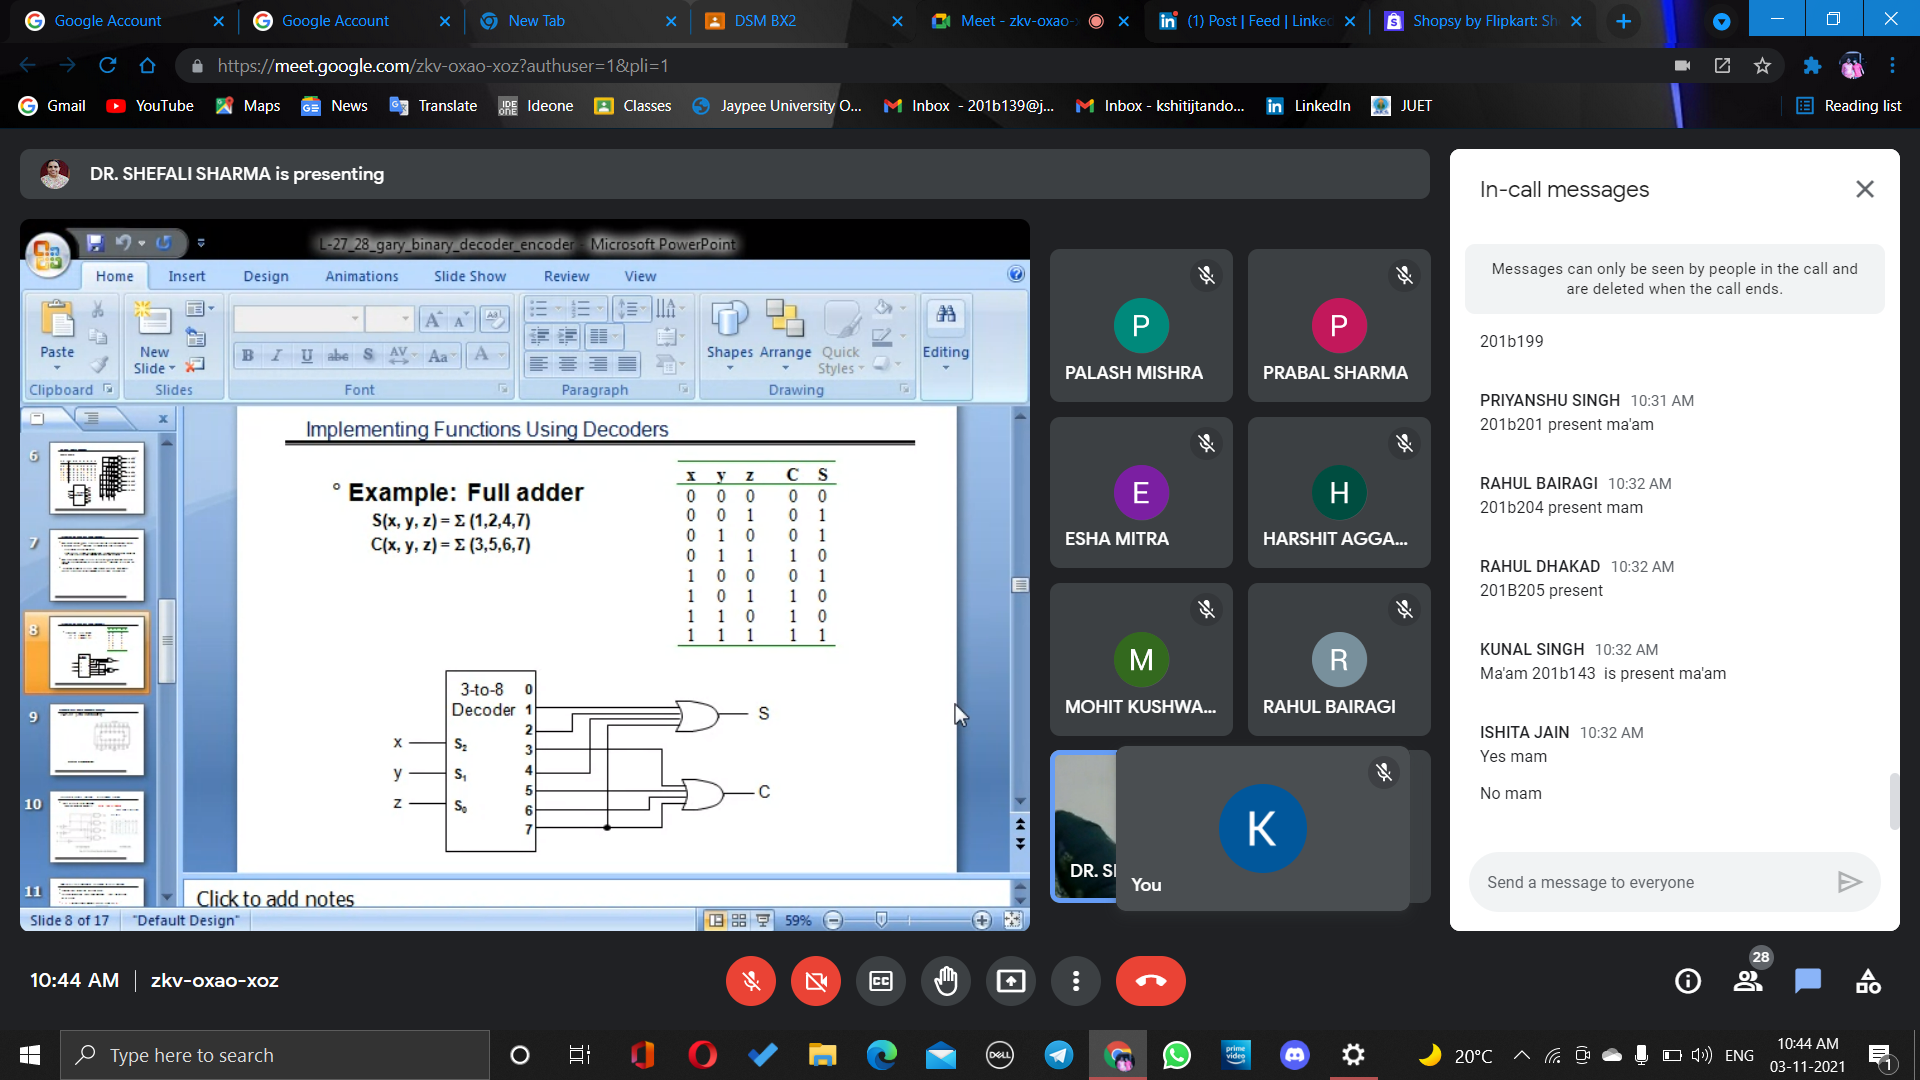 Google Account
Google Account
New Tab
DSM BX2
Meet - zkv-oxao-
(1) Post | Feed | Linke
Shopsy by Flipkart: Sh
https://meet.google.com/zkv-oxao-xoz?authuser=1&pli=1
Gmail
YouTube
Maps
News
Translate
Ideone
Classes
Jaypee University O...
Inbox - 201b139@j...
Inbox - kshitijtando...
LinkedIn
JUET
Reading list
DR. SHEFALI SHARMA is presenting
L-27_28_gary_binary_decoder_encoder - Microsoft PowerPoint
Home Insert Design Animations Slide Show Review View
Paste
New
Slide
Shapes
Arrange
Quick
Styles
Editing
B I U abe S AV Aa A
Clipboard
Slides
Font
Paragraph
Drawing
6
7
8
9
10
11
Implementing Functions Using Decoders
° Example: Full adder
S(x, y, z) = Σ (1,2,4,7)
C(x, y, z) = Σ (3,5,6,7)
x y z C S
0 0 0 0 0
0 0 1 0 1
0 1 0 0 1
0 1 1 1 0
1 0 0 0 1
1 0 1 1 0
1 1 0 1 0
1 1 1 1 1
3-to-8
Decoder
0
1
2
3
4
5
6
7
x S2
y S1
z S0
S
C
Click to add notes
Slide 8 of 17
"Default Design"
59%
P
PALASH MISHRA
P
PRABAL SHARMA
E
ESHA MITRA
H
HARSHIT AGGA...
M
MOHIT KUSHWA...
R
RAHUL BAIRAGI
DR. S
K
You
In-call messages
Messages can only be seen by people in the call and
are deleted when the call ends.
201b199
PRIYANSHU SINGH 10:31 AM
201b201 present ma'am
RAHUL BAIRAGI 10:32 AM
201b204 present mam
RAHUL DHAKAD 10:32 AM
201B205 present
KUNAL SINGH 10:32 AM
Ma'am 201b143 is present ma'am
ISHITA JAIN 10:32 AM
Yes mam
No mam
Send a message to everyone
10:44 AM | zkv-oxao-xoz
28
Type here to search
DELL
prime
video
20°C
ENG
10:44 AM
03-11-2021
1